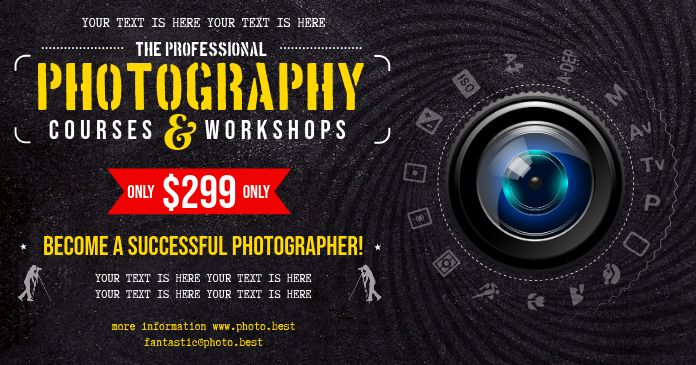 YOUR TEXT IS HERE YOUR TEXT IS HERE
THE PROFESSIONAL
PHOTOGRAPHY
COURSES & WORKSHOPS
ONLY $299 ONLY
BECOME A SUCCESSFUL PHOTOGRAPHER!
YOUR TEXT IS HERE YOUR TEXT IS HERE
YOUR TEXT IS HERE YOUR TEXT IS HERE
more information www.photo.best
fantastic@photo.best
ISO
A-DEP
M
Av
Tv
P